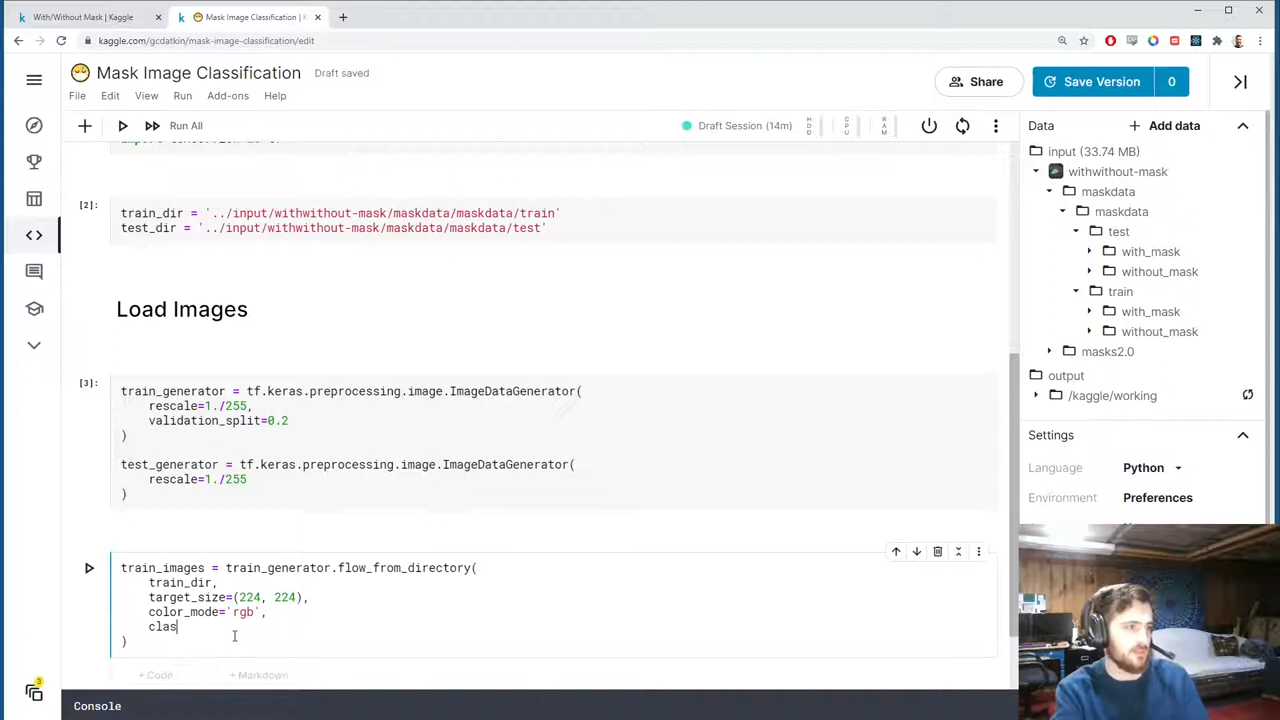 With/Without Mask | Kaggle
Mask Image Classification | K
kaggle.com/gcdatkin/mask-image-classification/edit
Mask Image Classification
Draft saved
Share
Save Version
0
File
Edit
View
Run
Add-ons
Help
Run All
Draft Session (14m)
HDD
CPU
RAM
Data
Add data
input (33.74 MB)
withwithout-mask
maskdata
maskdata
test
with_mask
without_mask
train
with_mask
without_mask
masks2.0
output
/kaggle/working
Settings
Language
Python
Environment
Preferences
[2]:
train_dir = '../input/withwithout-mask/maskdata/maskdata/train'
test_dir = '../input/withwithout-mask/maskdata/maskdata/test'
Load Images
[3]:
train_generator = tf.keras.preprocessing.image.ImageDataGenerator(
rescale=1./255,
validation_split=0.2
)
test_generator = tf.keras.preprocessing.image.ImageDataGenerator(
rescale=1./255
)
train_images = train_generator.flow_from_directory(
train_dir,
target_size=(224, 224),
color_mode='rgb',
clas
)
+ Code
+ Markdown
3
Console